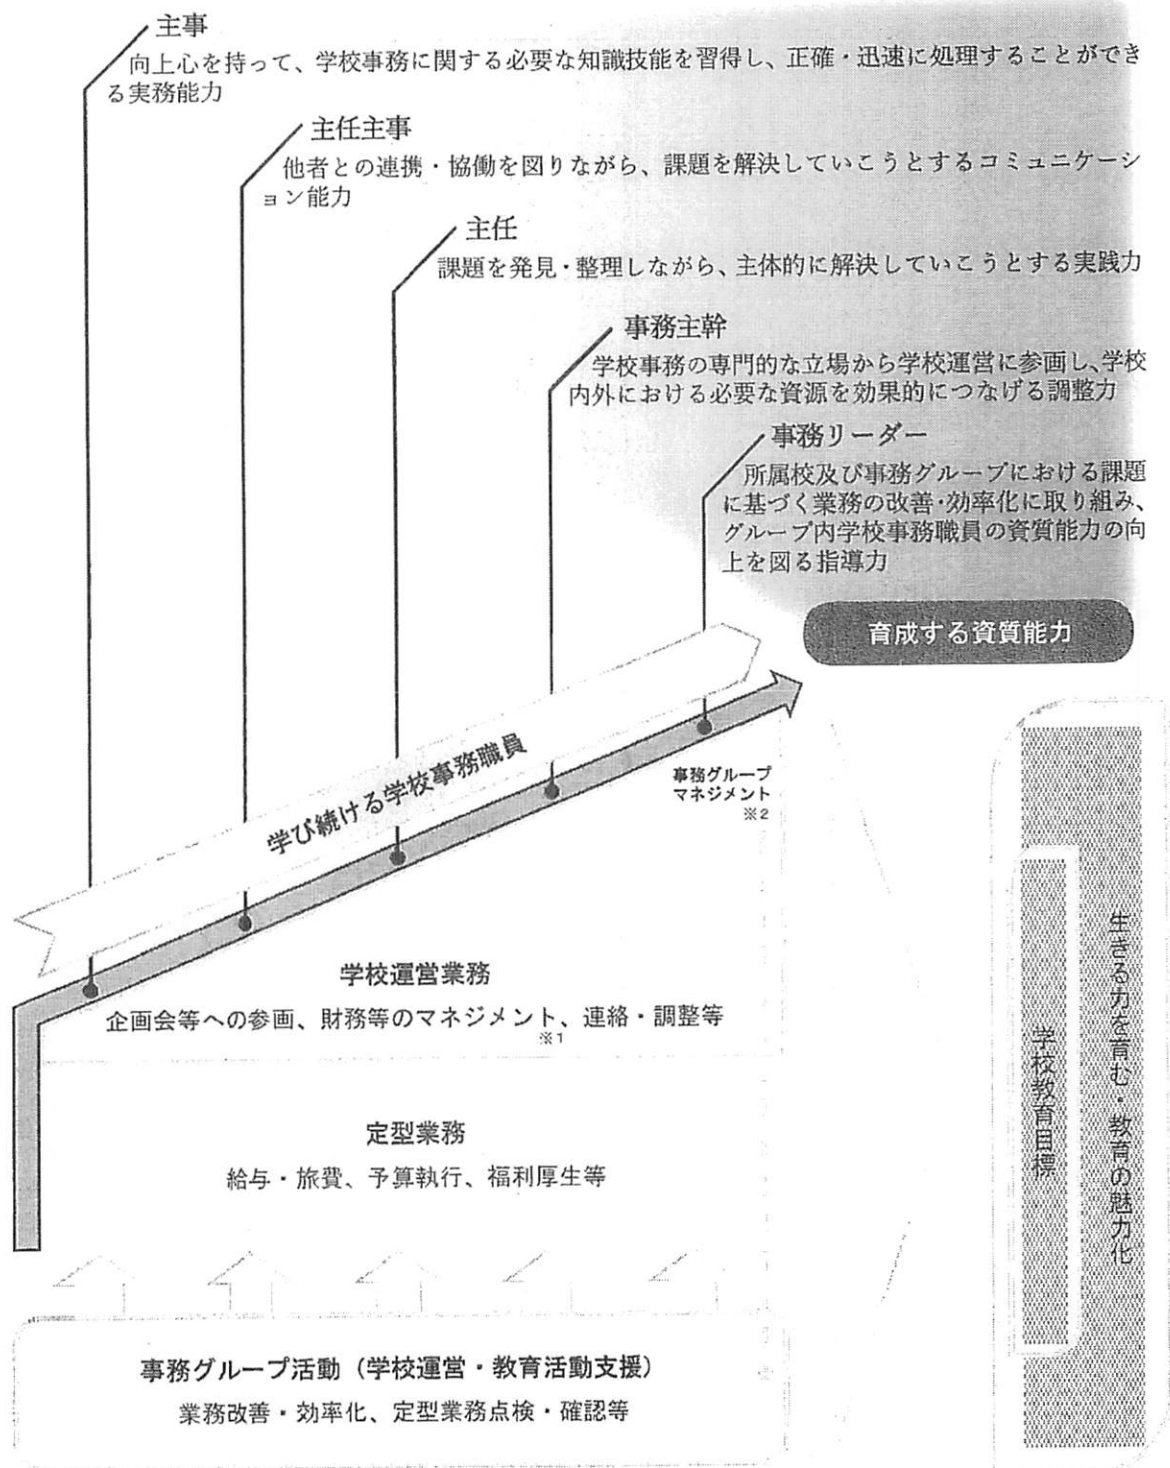 主事
向上心を持って、学校事務に関する必要な知識技能を習得し、正確・迅速に処理することができ
る実務能力
主任主事
他者との連携・協働を図りながら、課題を解決していこうとするコミュニケーシ
ョン能力
主任
課題を発見・整理しながら、主体的に解決していこうとする実践力
事務主幹
学校事務の専門的な立場から学校運営に参画し、学校
内外における必要な資源を効果的につなげる調整力
事務リーダー
所属校及び事務グループにおける課題
に基づく業務の改善・効率化に取り組み、
グループ内学校事務職員の資質能力の向
上を図る指導力
育成する資質能力
学び続ける学校事務職員
事務グループ
マネジメント
※2
学校運営業務
企画会等への参画、財務等のマネジメント、連絡・調整等
※1
定型業務
給与・旅費、予算執行、福利厚生等
事務グループ活動（学校運営・教育活動支援）
業務改善・効率化、定型業務点検・確認等
生きる力を育む・教育の魅力化
学校教育目標